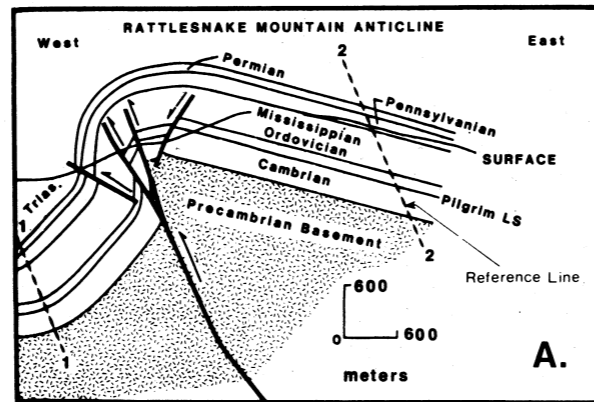 RATTLESNAKE MOUNTAIN ANTICLINE
West
2
East
Permian
Pennsylvanian
Mississippian
Ordovician
SURFACE
Cambrian
Trias.
Pilgrim LS
Precambrian Basement
1
2
Reference Line
600
0
600
1
meters
A.